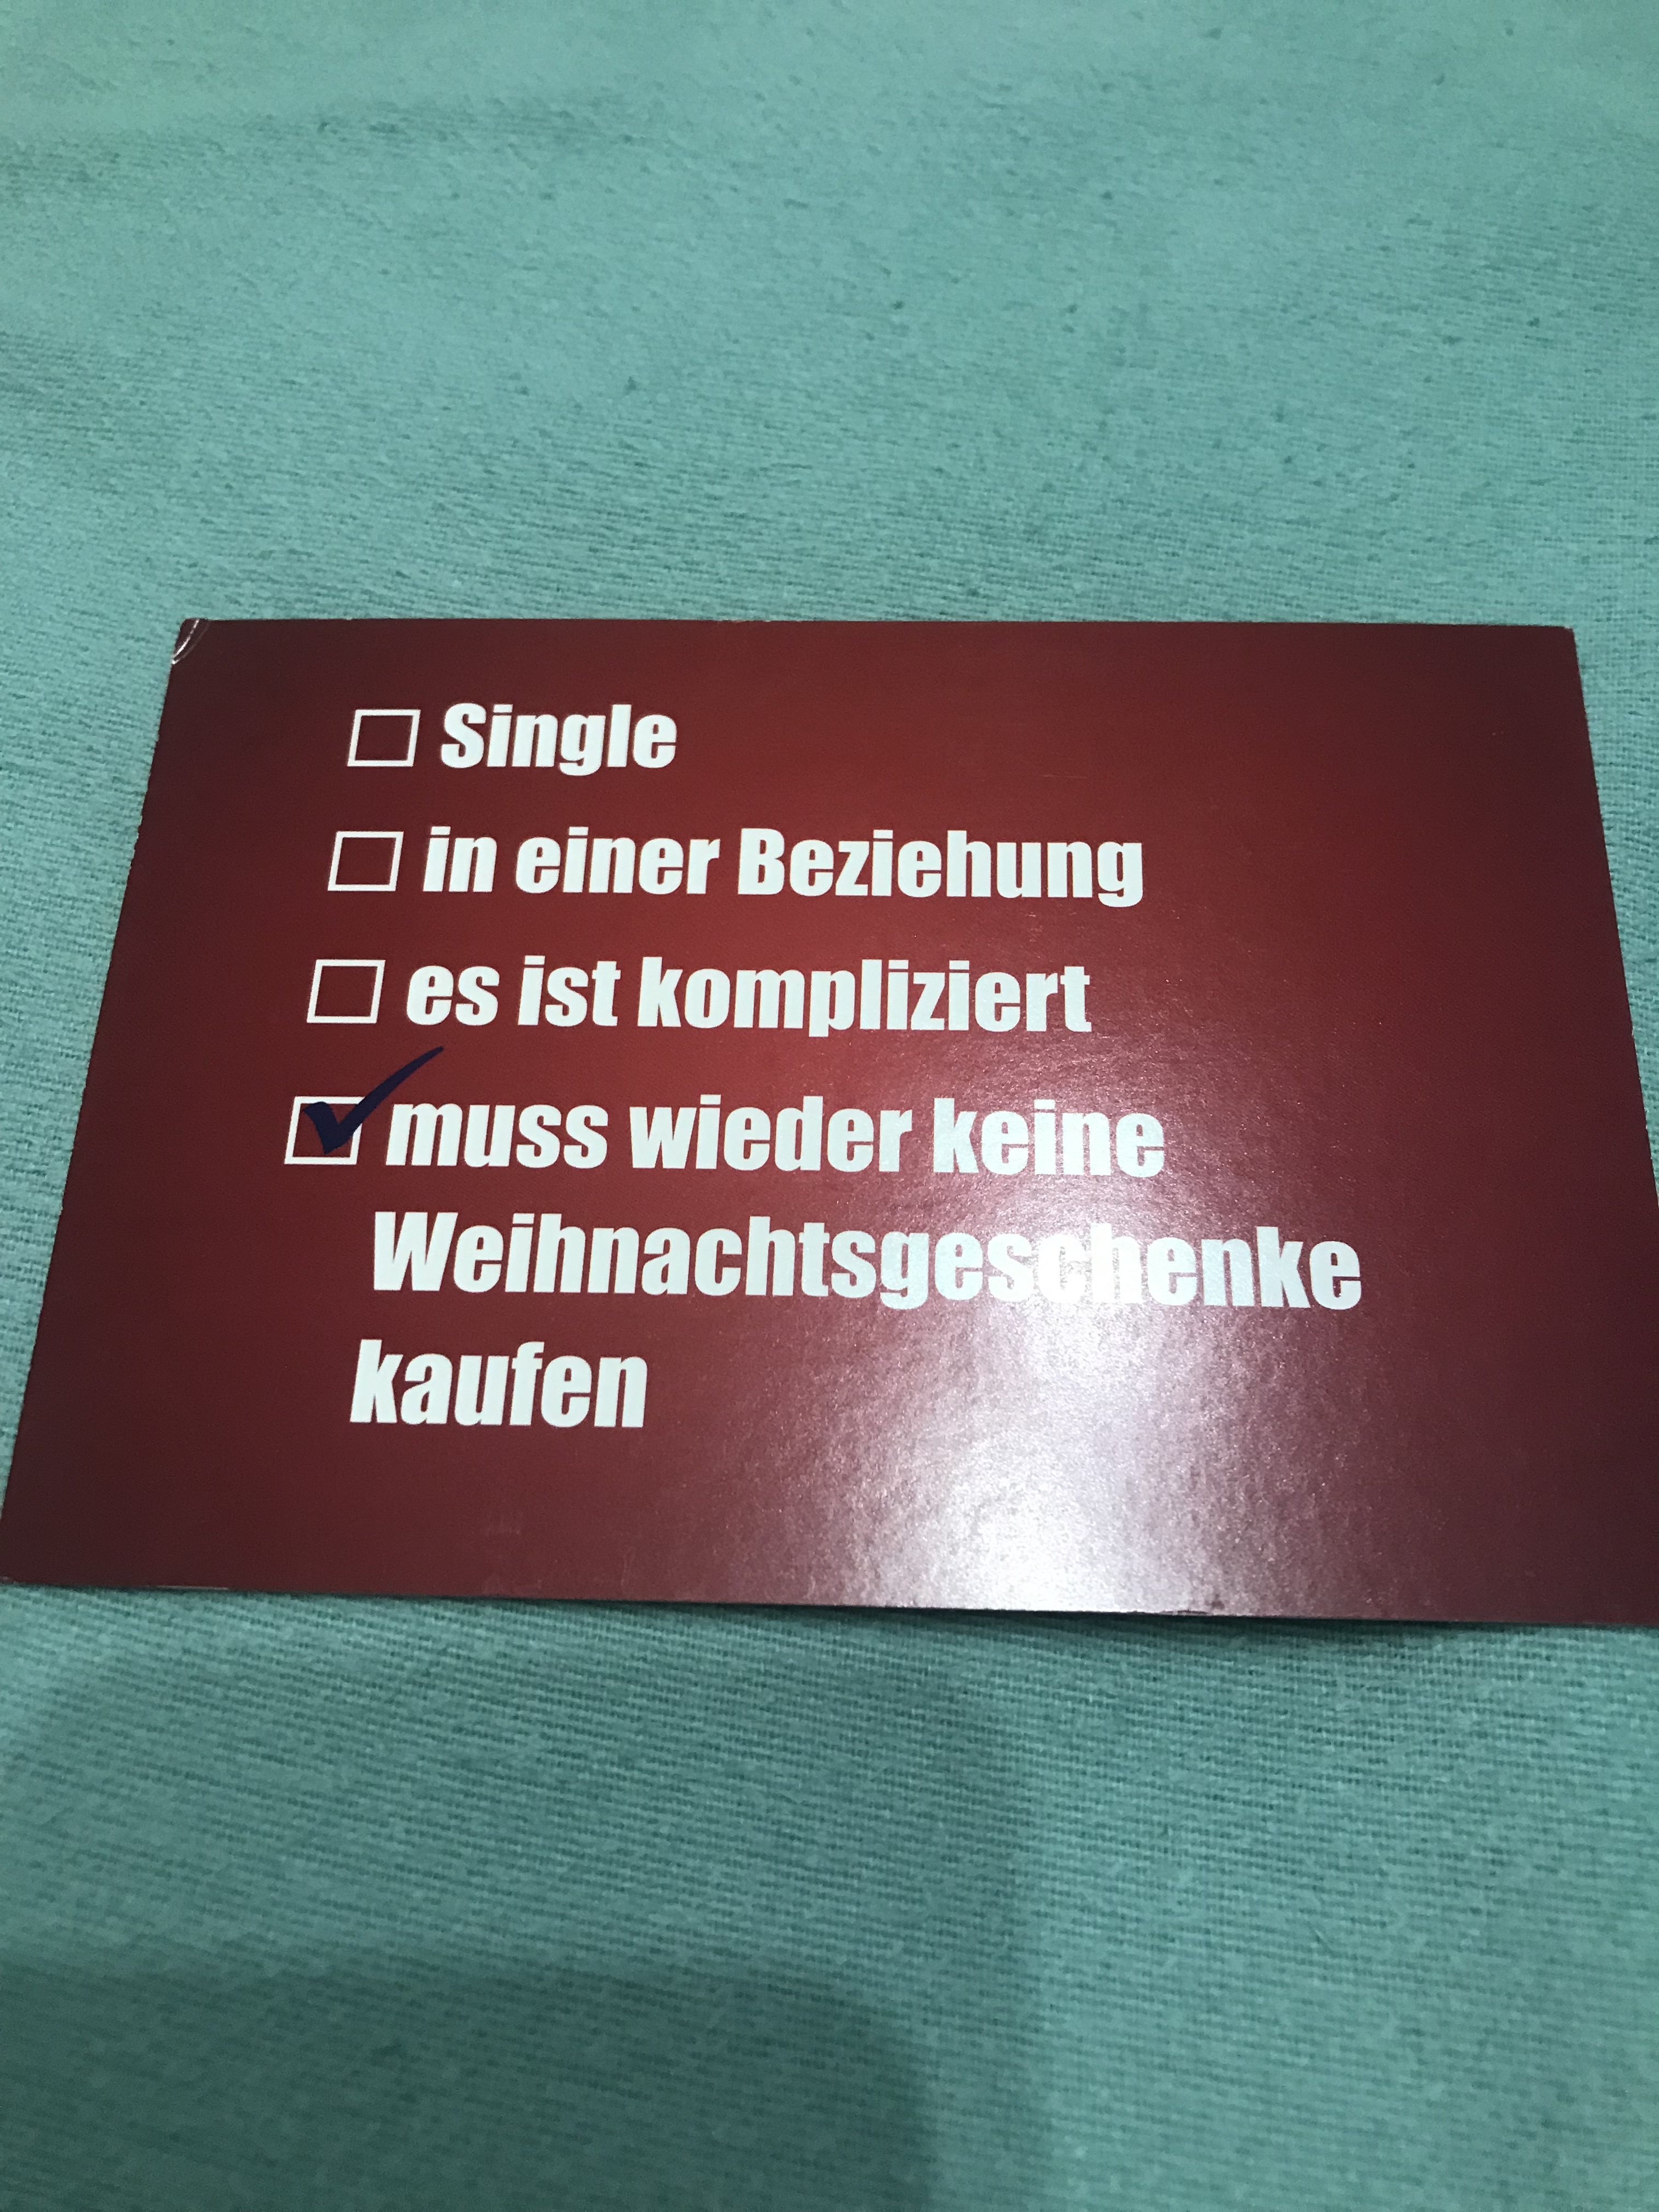 Single
in einer Beziehung
es ist kompliziert
muss wieder keine
Weihnachtsgeschenke
kaufen